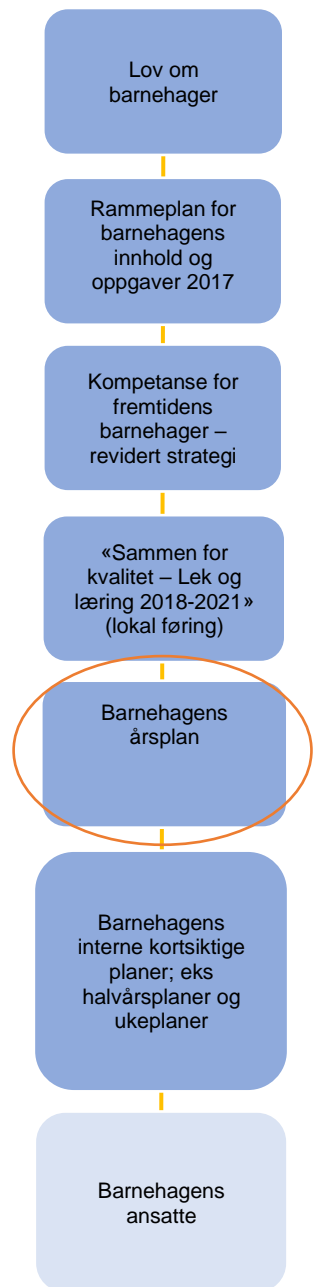 Lov om
barnehager
Rammeplan for
barnehagens
innhold og
oppgaver 2017
Kompetanse for
fremtidens
barnehager –
revidert strategi
«Sammen for
kvalitet – Lek og
læring 2018-2021»
(lokal føring)
Barnehagens
årsplan
Barnehagens
interne kortsiktige
planer; eks
halvårsplaner og
ukeplaner
Barnehagens
ansatte